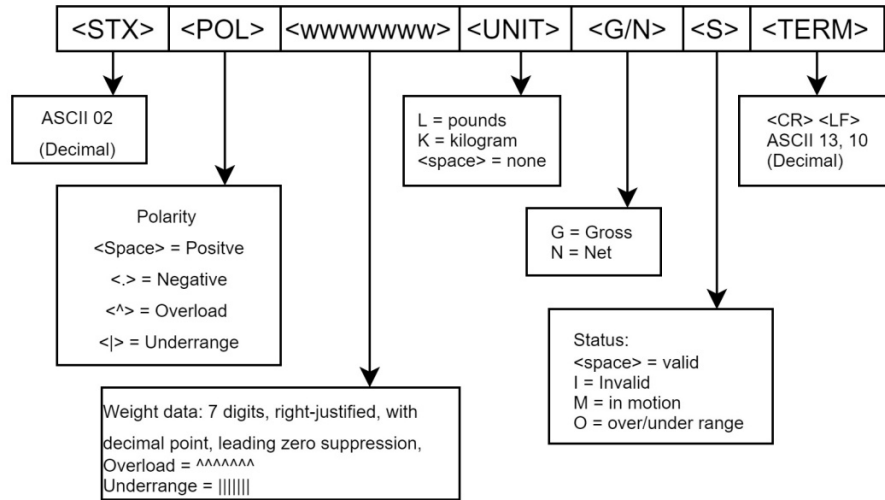 <STX> <POL> <wwwwwww> <UNIT> <G/N> <S> <TERM>
ASCII 02
(Decimal)
Polarity
<Space> = Positve
<.> = Negative
<^> = Overload
<|> = Underrange
Weight data: 7 digits, right-justified, with
decimal point, leading zero suppression,
Overload = ^^^^^^^
Underrange = |||||||
L = pounds
K = kilogram
<space> = none
G = Gross
N = Net
Status:
<space> = valid
I = Invalid
M = in motion
O = over/under range
<CR> <LF>
ASCII 13, 10
(Decimal)